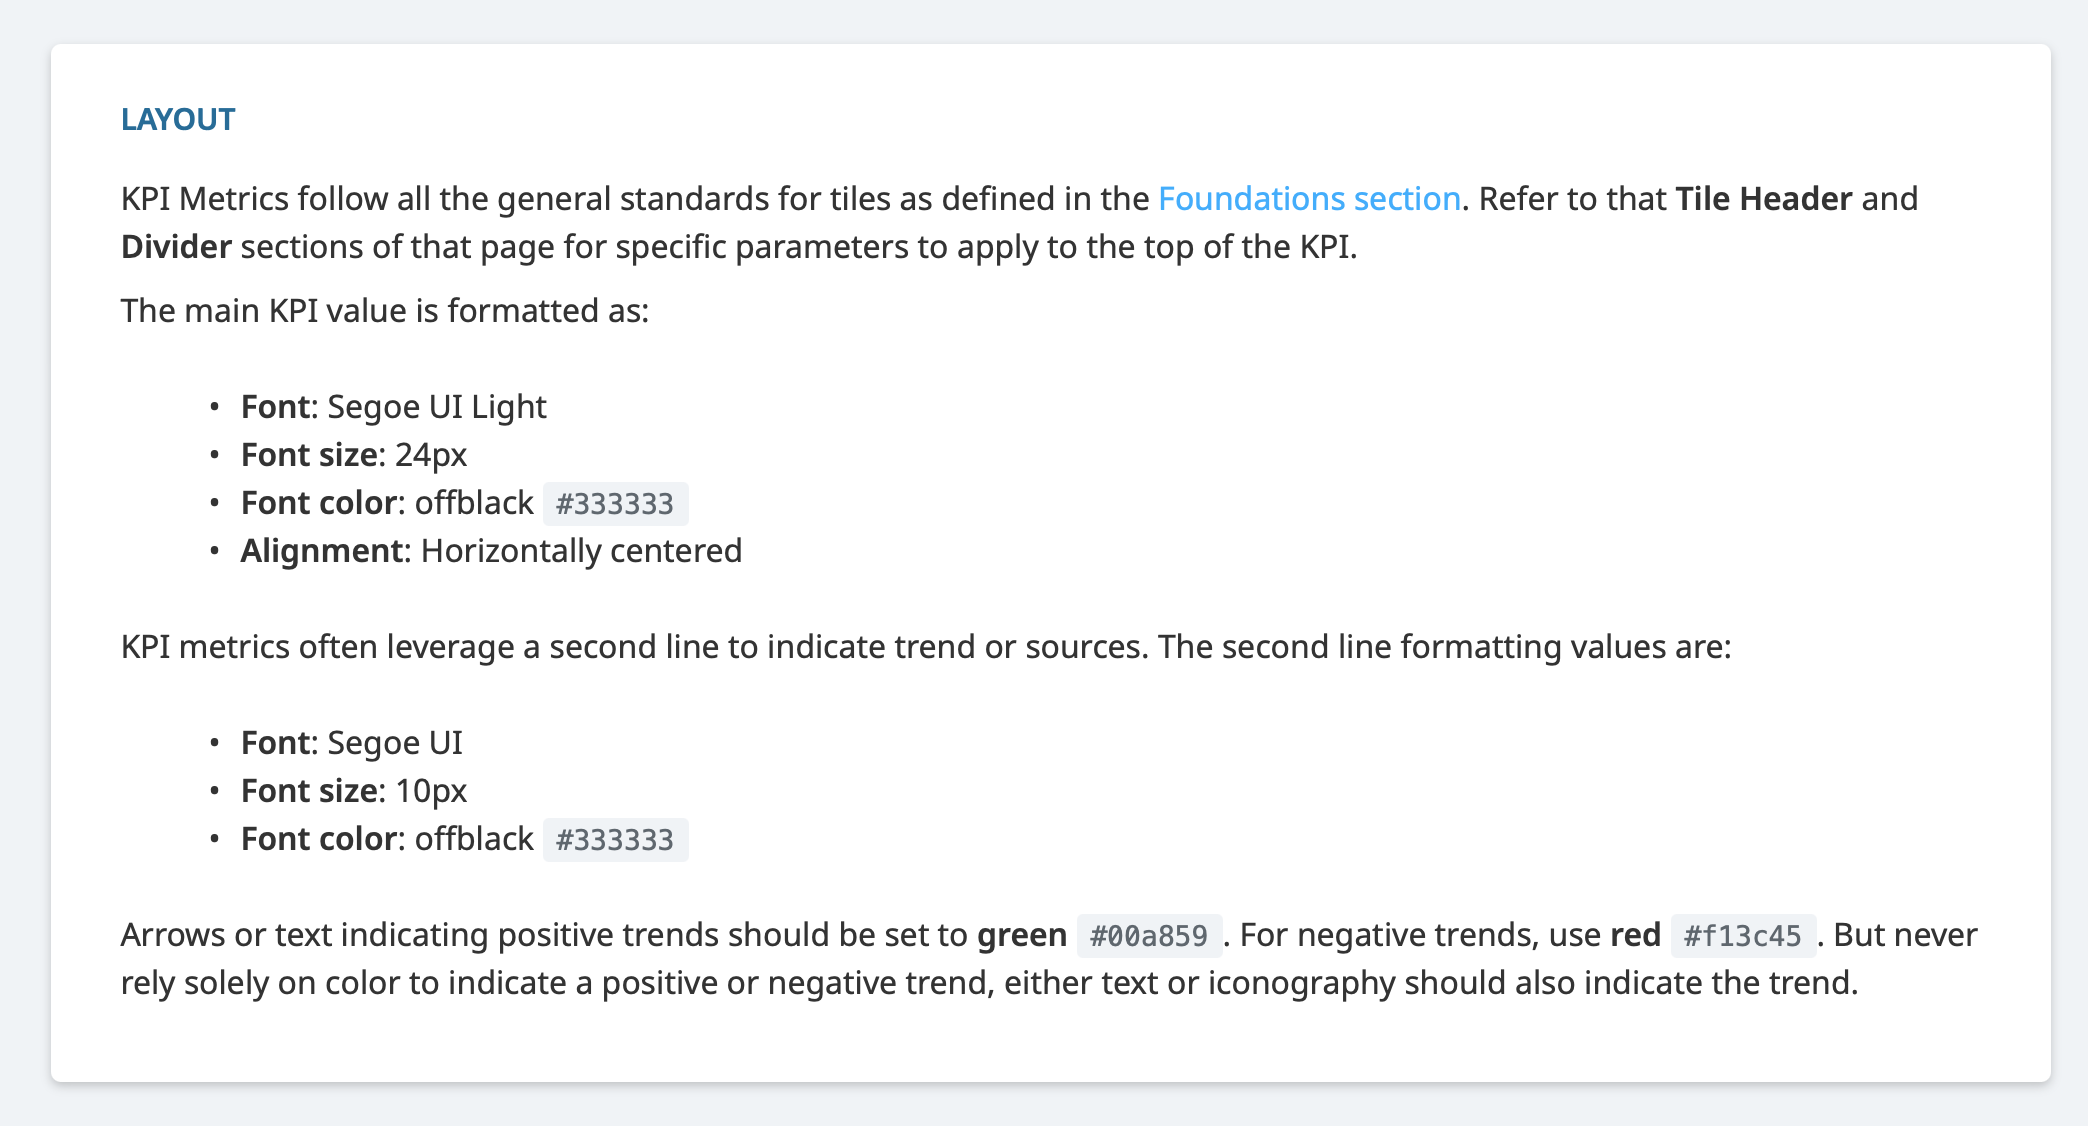 LAYOUT
KPI Metrics follow all the general standards for tiles as defined in the Foundations section. Refer to that Tile Header and
Divider sections of that page for specific parameters to apply to the top of the KPI.
The main KPI value is formatted as:
• Font: Segoe UI Light
• Font size: 24px
• Font color: offblack #333333
• Alignment: Horizontally centered
KPI metrics often leverage a second line to indicate trend or sources. The second line formatting values are:
• Font: Segoe UI
• Font size: 10px
• Font color: offblack #333333
Arrows or text indicating positive trends should be set to green #00a859. For negative trends, use red #f13c45. But never
rely solely on color to indicate a positive or negative trend, either text or iconography should also indicate the trend.